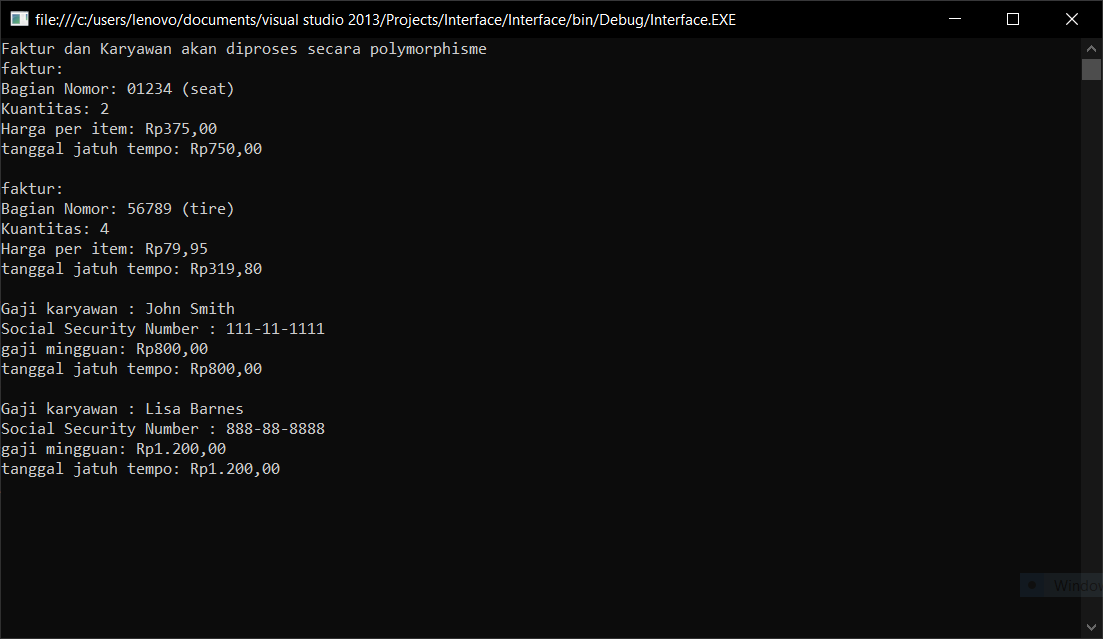 file:///c:/users/lenovo/documents/visual studio 2013/Projects/Interface/Interface/bin/Debug/Interface.EXE
Faktur dan Karyawan akan diproses secara polymorphisme
faktur:
Bagian Nomor: 01234 (seat)
Kuantitas: 2
Harga per item: Rp375,00
tanggal jatuh tempo: Rp750,00
faktur:
Bagian Nomor: 56789 (tire)
Kuantitas: 4
Harga per item: Rp79,95
tanggal jatuh tempo: Rp319,80
Gaji karyawan : John Smith
Social Security Number : 111-11-1111
gaji mingguan: Rp800,00
tanggal jatuh tempo: Rp800,00
Gaji karyawan : Lisa Barnes
Social Security Number : 888-88-8888
gaji mingguan: Rp1.200,00
tanggal jatuh tempo: Rp1.200,00